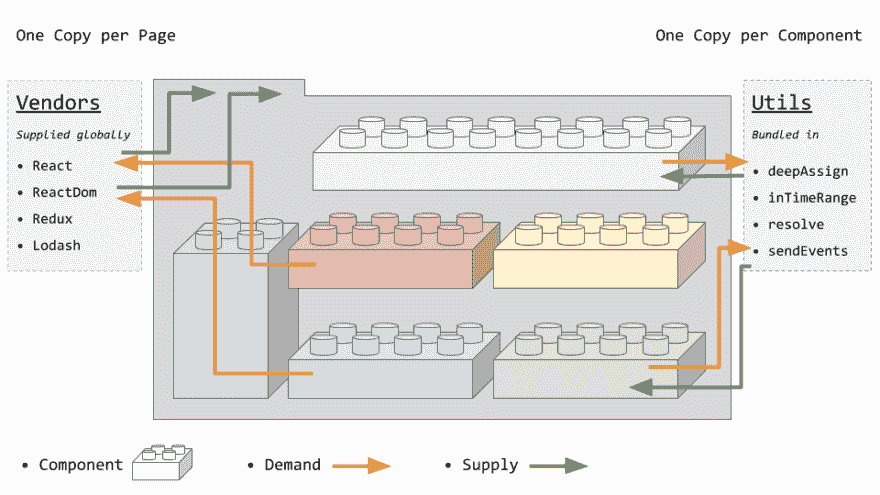 One Copy per Page
One Copy per Component
Vendors
Supplied globally
• React
• ReactDom
• Redux
• Lodash
Utils
Bundled in
• deepAssign
• inTimeRange
• resolve
• sendEvents
• Component
• Demand
• Supply